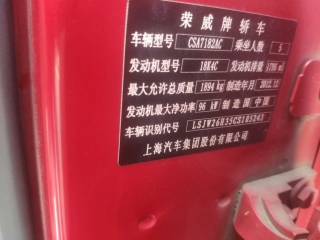 荣威牌轿车
车辆型号 CSA7182AC 乘坐人数 5
发动机型号 18K4C 发动机排量 1796 ml
最大允许总质量 1894 kg 制造年月 2012.12
发动机最大净功率 96 kW 制造国 中国
车辆识别代号
上海汽车集团股份有限公司